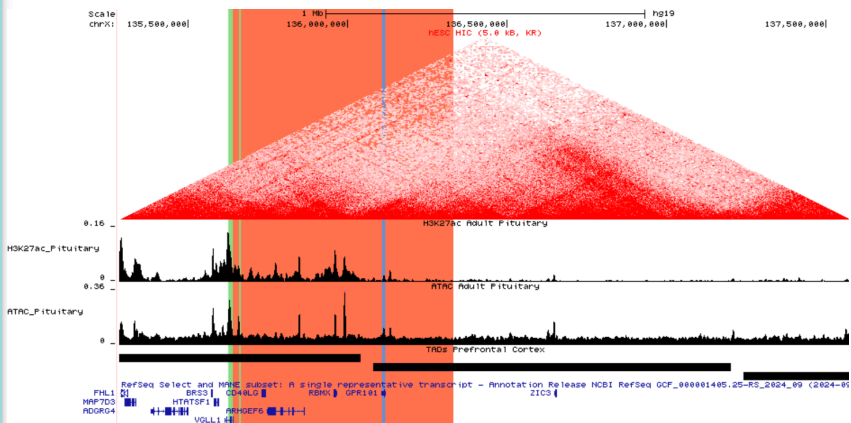 Scale 1 Mb hg19
chrX: 135,500,000 136,000,000 136,500,000 137,000,000 137,500,000
hESC HIC (5.0 kB, KR)
0.16 H3K27ac Adult Pituitary
H3K27ac_Pituitary
0
0.36 ATAC Adult Pituitary
ATAC_Pituitary
0
TADs Prefrontal Cortex
RefSeq Select and MANE subset: A single representative transcript - Annotation Release NCBI RefSeq GCF_000001405.25-RS_2024_09 (2024-09
FHL1 BRS3 CD40LG RBMX GPR101 ZIC3
MAP7D3 HTATSF1
ADGRG4 ARHGEF6
VGLL1